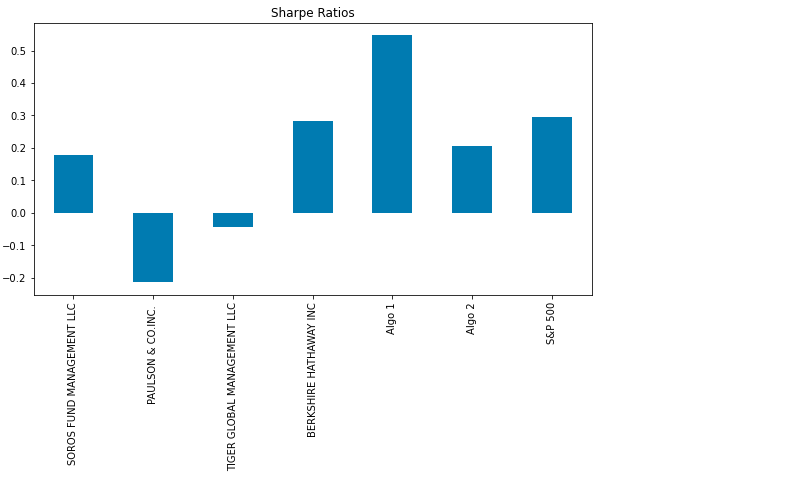 Sharpe Ratios
0.5
0.4
0.3
0.2
0.1
0.0
−0.1
−0.2
SOROS FUND MANAGEMENT LLC
PAULSON & CO.INC.
TIGER GLOBAL MANAGEMENT LLC
BERKSHIRE HATHAWAY INC
Algo 1
Algo 2
S&P 500